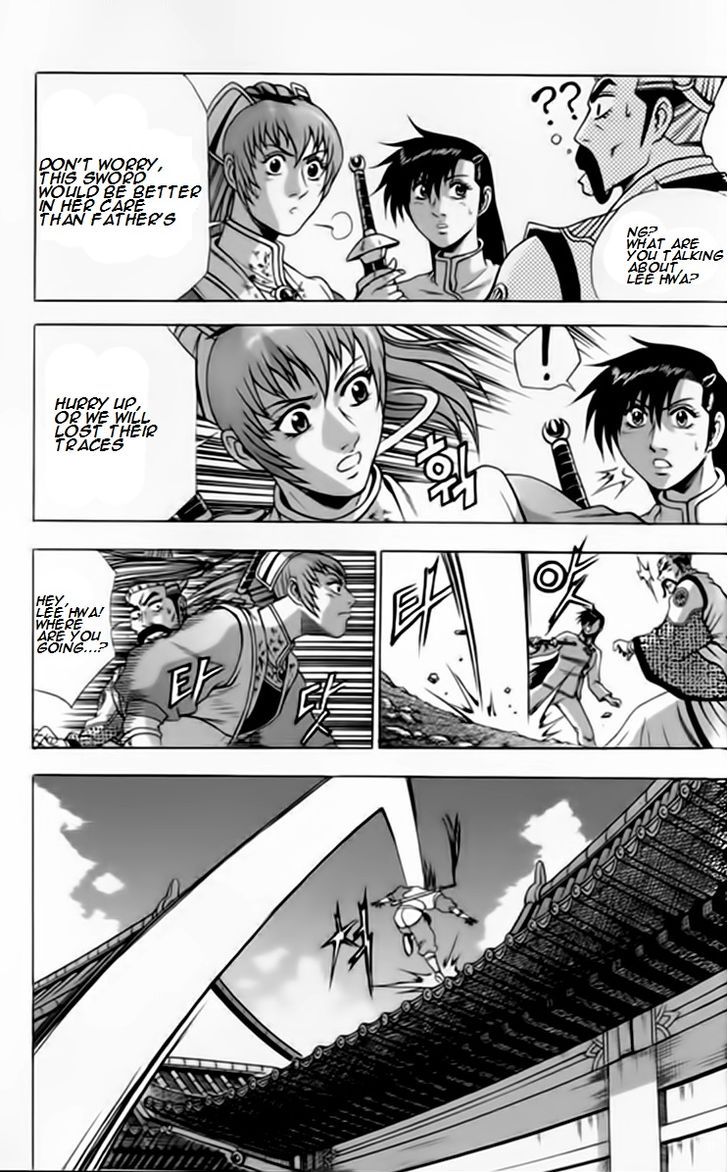 DON'T WORRY,
THIS SWORD
WOULD BE BETTER
IN HER CARE
THAN FATHER'S
??
NG?
WHAT ARE
YOU TALKING
ABOUT,
LEE HWA?
HURRY UP,
OR WE WILL
LOST THEIR
TRACES
!
휙
HEY,
LEE HWA!
WHERE
ARE YOU
GOING...?
타
탓
타
앗
탓